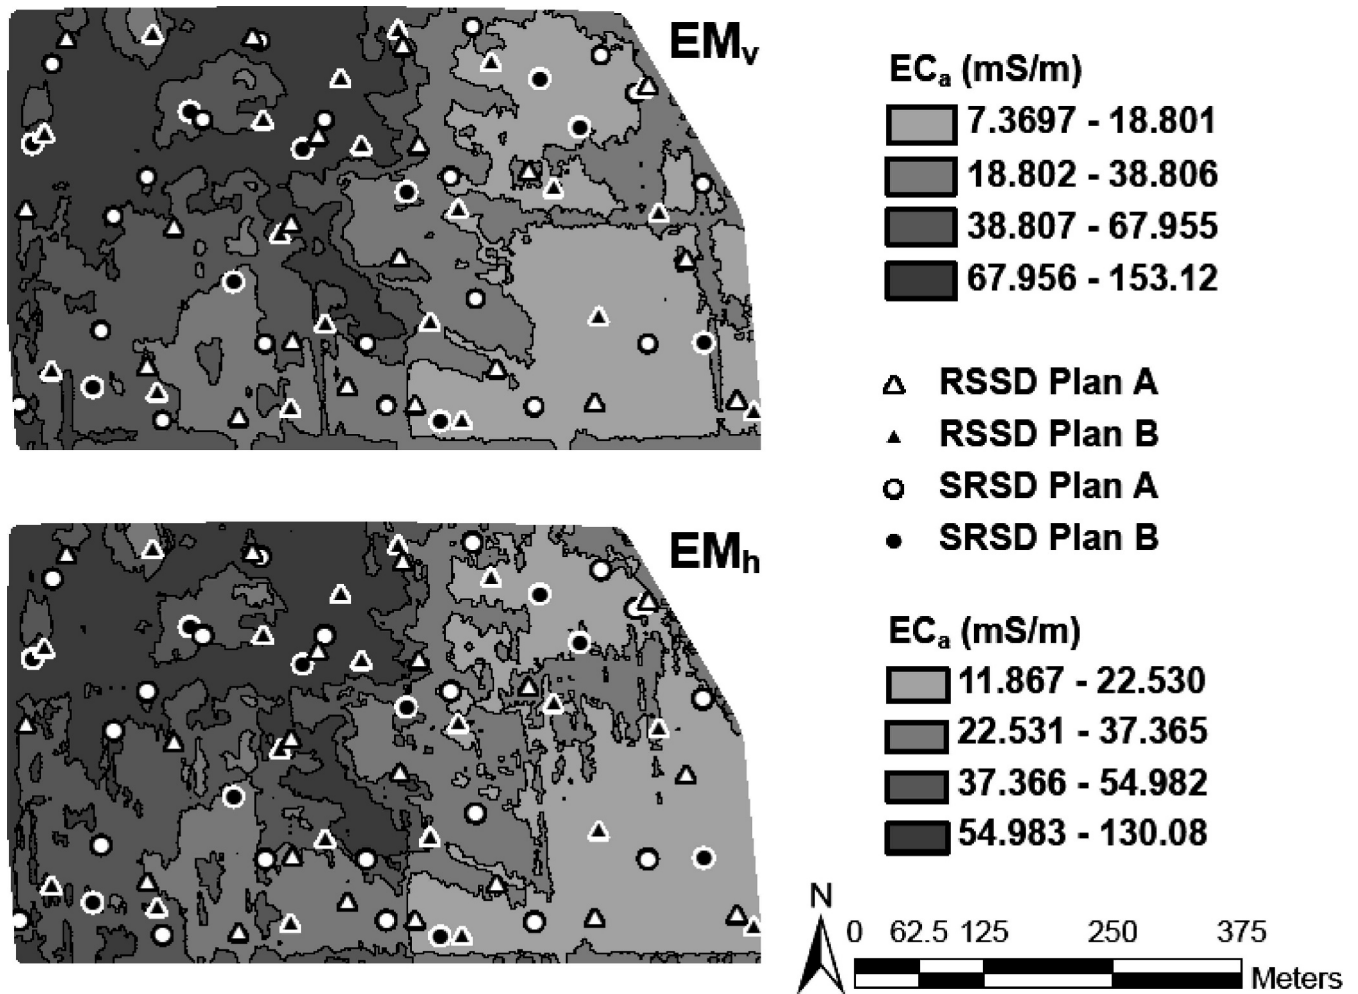 EMv
ECa (mS/m)
7.3697 - 18.801
18.802 - 38.806
38.807 - 67.955
67.956 - 153.12
RSSD Plan A
RSSD Plan B
SRSD Plan A
SRSD Plan B
EMh
ECa (mS/m)
11.867 - 22.530
22.531 - 37.365
37.366 - 54.982
54.983 - 130.08
N
0 62.5 125 250 375
Meters